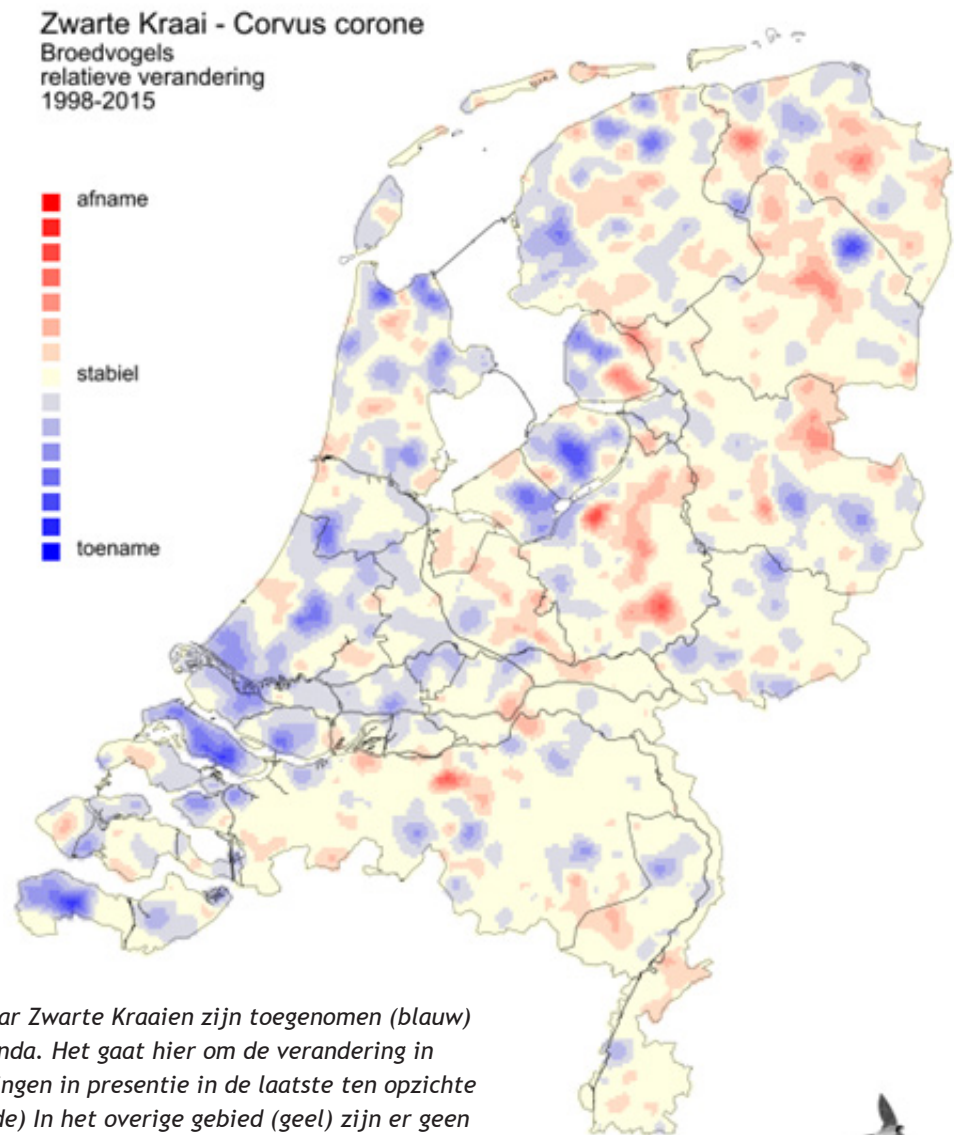 Zwarte Kraai - Corvus corone
Broedvogels
relatieve verandering
1998-2015
afname
stabiel
toename
ar Zwarte Kraaien zijn toegenomen (blauw)
nda. Het gaat hier om de verandering in
ingen in presentie in de laatste ten opzichte
de) In het overige gebied (geel) zijn er geen